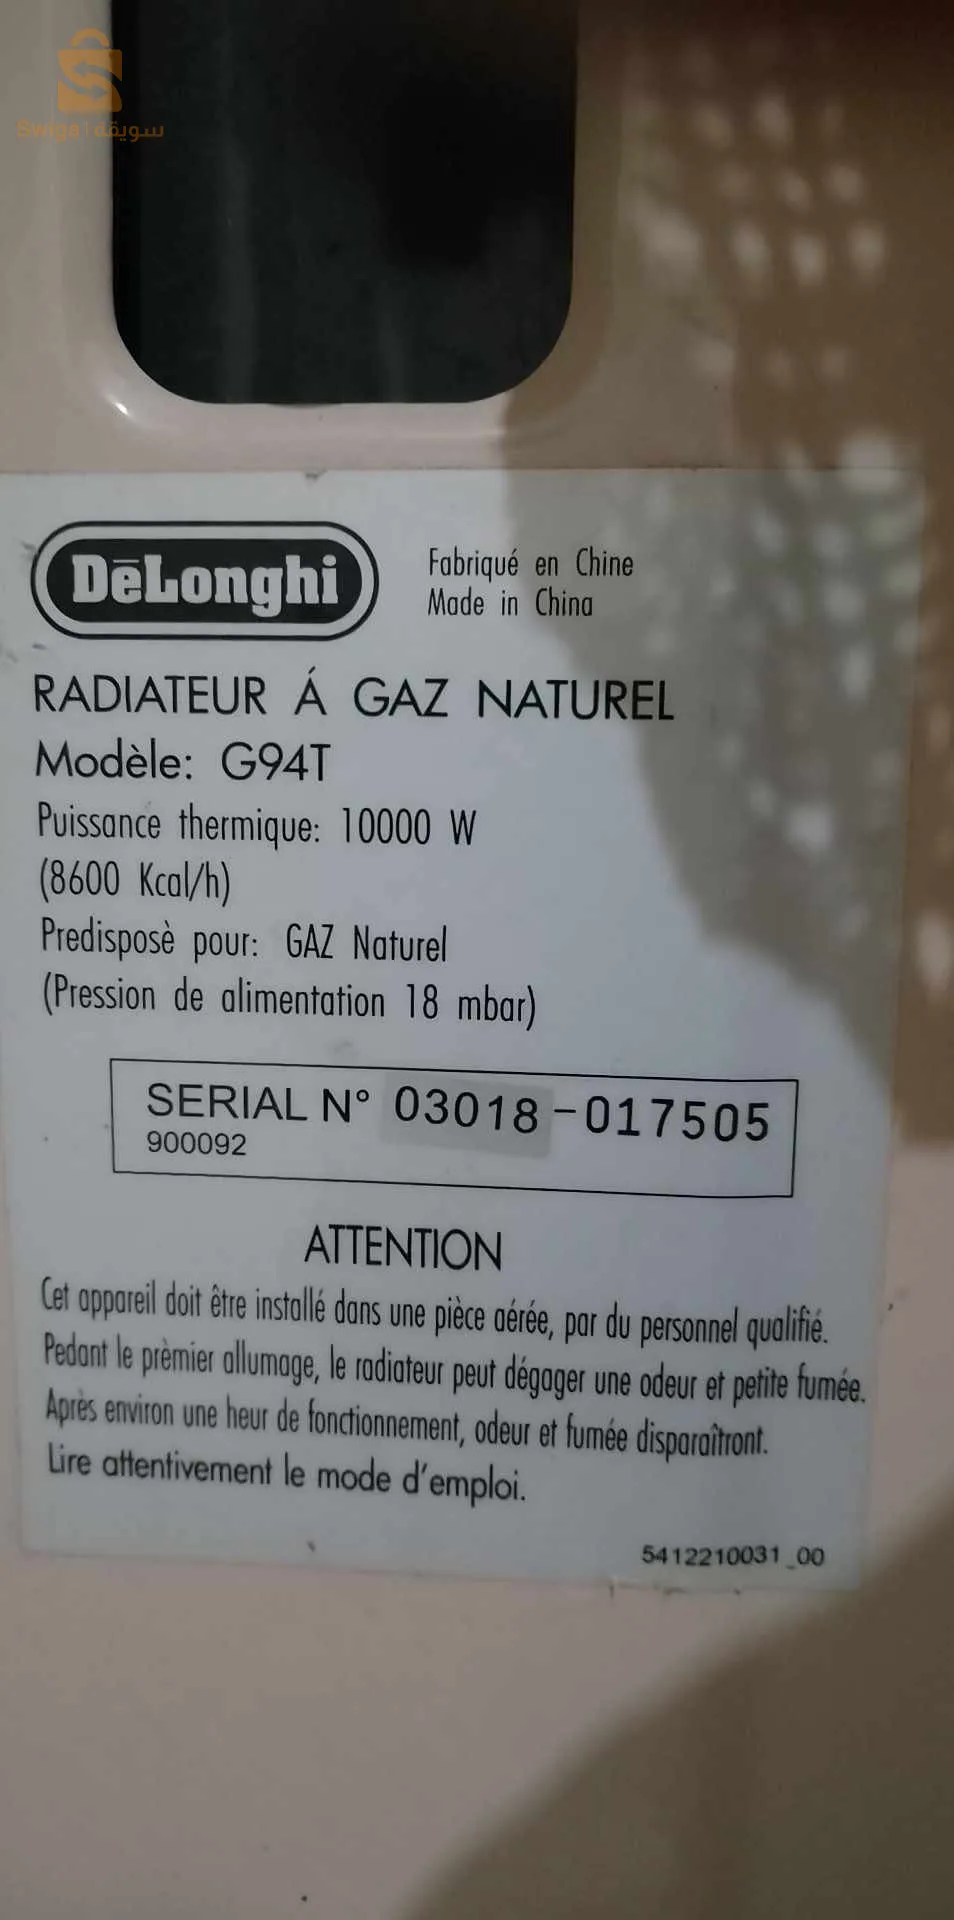 Swiga1 سويقة
DēLonghi
Fabriqué en Chine
Made in China
RADIATEUR Á GAZ NATUREL
Modèle: G94T
Puissance thermique: 10000 W
(8600 Kcal/h)
Predisposè pour: GAZ Naturel
(Pression de alimentation 18 mbar)
SERIAL N° 03018-017505
900092
ATTENTION
Cet appareil doit être installé dans une pièce aérée, par du personnel qualifié.
Pedant le prèmier allumage, le radiateur peut dégager une odeur et petite fumée.
Après environ une heur de fonctionnement, odeur et fumée disparaîtront.
Lire attentivement le mode d'emploi.
5412210031_00